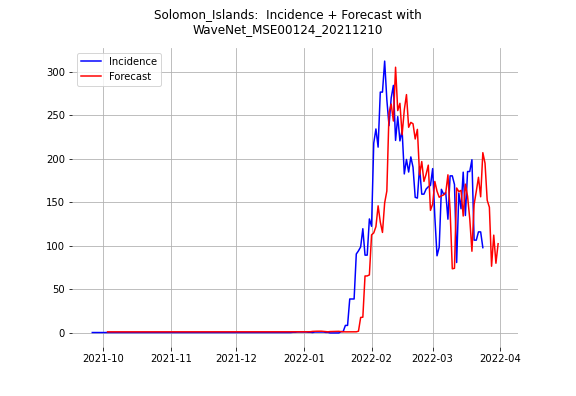 Solomon_Islands:  Incidence + Forecast with
WaveNet_MSE00124_20211210
Incidence
Forecast
300
250
200
150
100
50
0
2021-10 2021-11 2021-12 2022-01 2022-02 2022-03 2022-04